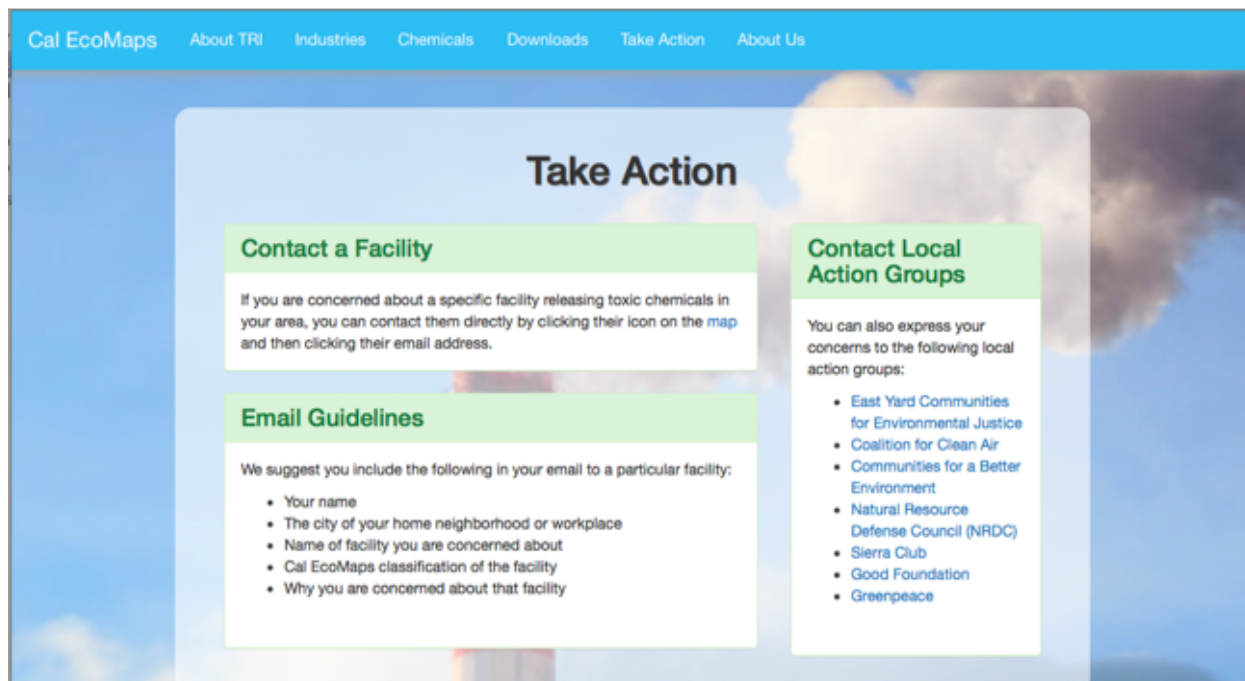 Cal EcoMaps About TRI Industries Chemicals Downloads Take Action About Us
Take Action
Contact a Facility
If you are concerned about a specific facility releasing toxic chemicals in
your area, you can contact them directly by clicking their icon on the map
and then clicking their email address.
Email Guidelines
We suggest you include the following in your email to a particular facility:
• Your name
• The city of your home neighborhood or workplace
• Name of facility you are concerned about
• Cal EcoMaps classification of the facility
• Why you are concerned about that facility
Contact Local
Action Groups
You can also express your
concerns to the following local
action groups:
• East Yard Communities
for Environmental Justice
• Coalition for Clean Air
• Communities for a Better
Environment
• Natural Resource
Defense Council (NRDC)
• Sierra Club
• Good Foundation
• Greenpeace